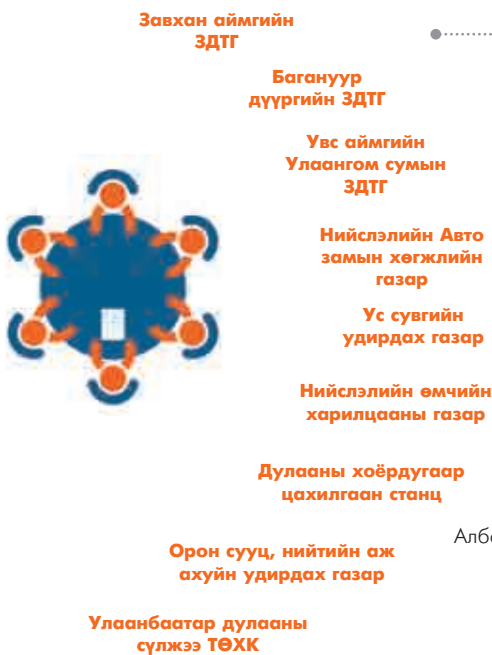 Завхан аймгийн
ЗДТГ
Багануур
дүүргийн ЗДТГ
Увс аймгийн
Улаангом сумын
ЗДТГ
Нийслэлийн Авто
замын хөгжлийн
газар
Ус сувгийн
удирдах газар
Нийслэлийн өмчийн
харилцааны газар
Дулааны хоёрдугаар
цахилгаан станц
Орон сууц, нийтийн аж
ахуйн удирдах газар
Улаанбаатар дулааны
сүлжээ ТӨХК